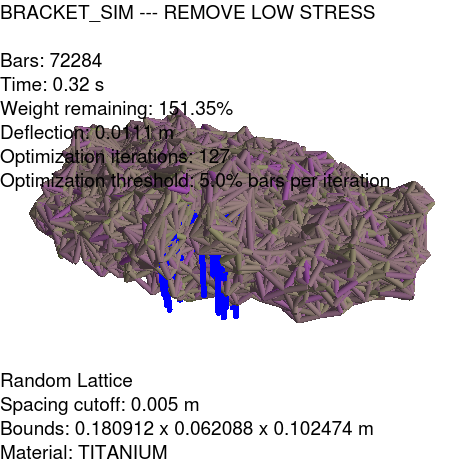 BRACKET_SIM --- REMOVE LOW STRESS
Bars: 72284
Time: 0.32 s
Weight remaining: 151.35%
Deflection: 0.0111 m
Optimization iterations: 127
Optimization threshold: 5.0% bars per iteration
Random Lattice
Spacing cutoff: 0.005 m
Bounds: 0.180912 x 0.062088 x 0.102474 m
Material: TITANIUM